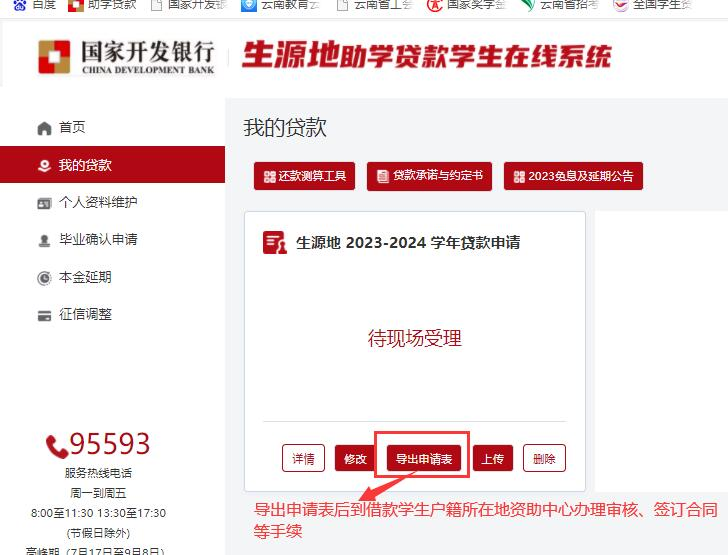 百度
助学贷款
国家开发银
云南教育云
云南省工会
国家奖学金
云南省招考
全国学生资
国家开发银行
CHINA DEVELOPMENT BANK
生源地助学贷款学生在线系统
首页
我的贷款
个人资料维护
毕业确认申请
本金延期
征信调整
95593
服务热线电话
周一到周五
8:00至11:30 13:30至17:30
(节假日除外)
高峰期（7月17日至9月8日）
我的贷款
还款测算工具
贷款承诺与约定书
2023免息及延期公告
生源地 2023-2024 学年贷款申请
待现场受理
详情
修改
导出申请表
上传
删除
导出申请表后到借款学生户籍所在地资助中心办理审核、签订合同
等手续